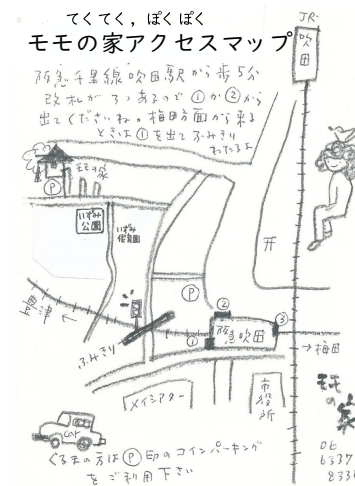 てくてく，ぽくぽく
モモの家アクセスマップ
JR
吹田
阪急千里線吹田駅から歩5分
改札が3つあるので①か②から
出てくださいね。梅田方面から来る
ときは①を出てふみきり
わたるよ
モモの家
P
いずみ
公園
いずみ
保育園
P
②
③
①
阪急吹田
ふみきり
→梅田
メイシアター
市役所
モモの家
06
6337
833
car
くるまの方はⓅ印のコインパーキング
をご利用下さい